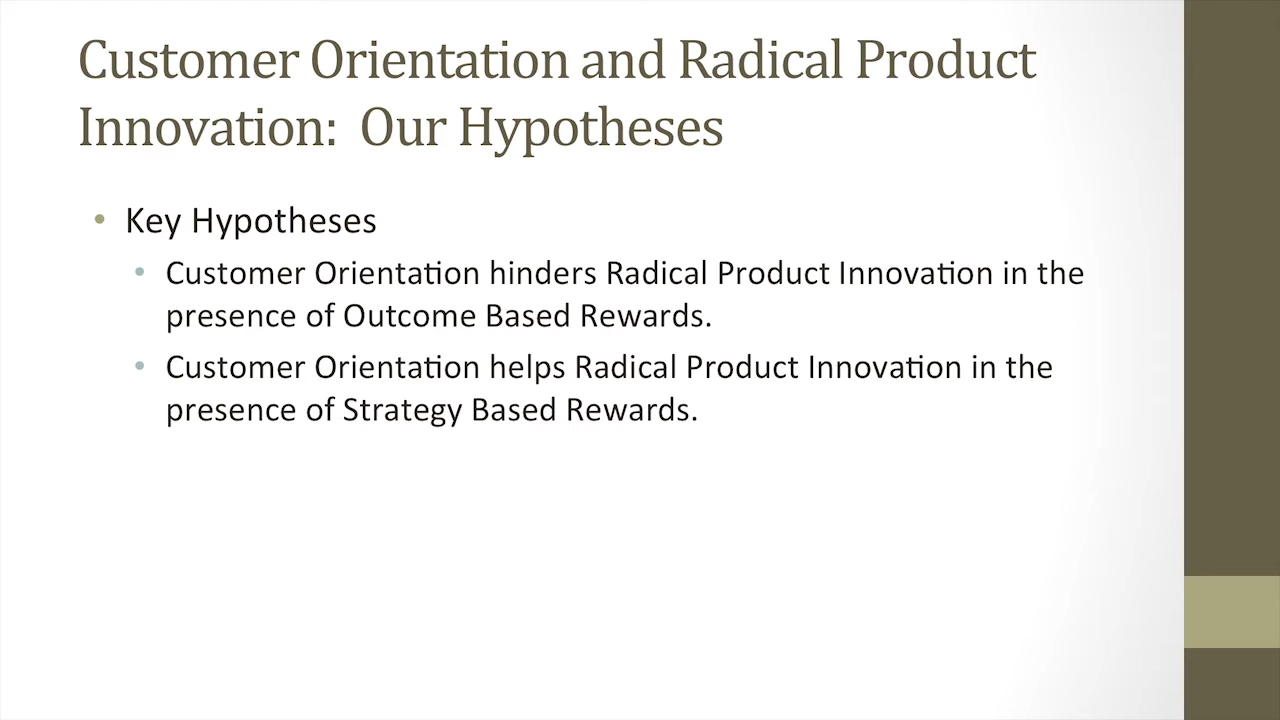 Customer Orientation and Radical Product
Innovation:  Our Hypotheses
• Key Hypotheses
• Customer Orientation hinders Radical Product Innovation in the
presence of Outcome Based Rewards.
• Customer Orientation helps Radical Product Innovation in the
presence of Strategy Based Rewards.